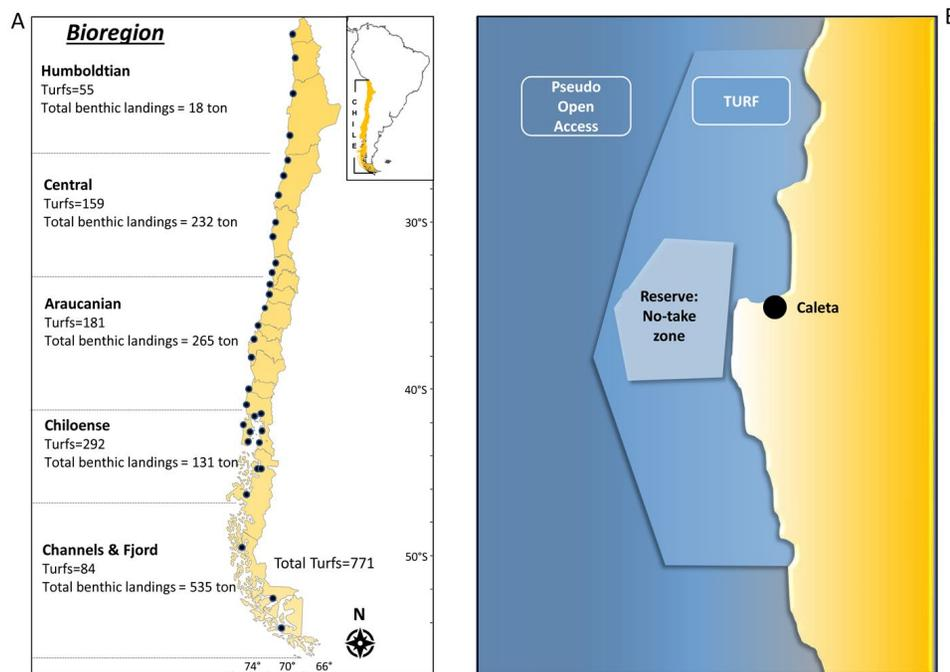 A
Bioregion
Humboldtian
Turfs=55
Total benthic landings = 18 ton
Central
Turfs=159
Total benthic landings = 232 ton
Araucanian
Turfs=181
Total benthic landings = 265 ton
Chiloense
Turfs=292
Total benthic landings = 131 ton
Channels & Fjord
Turfs=84
Total benthic landings = 535 ton
Total Turfs=771
CHILE
30°S
40°S
50°S
N
74° 70° 66°
Pseudo
Open
Access
TURF
Reserve:
No-take
zone
Caleta